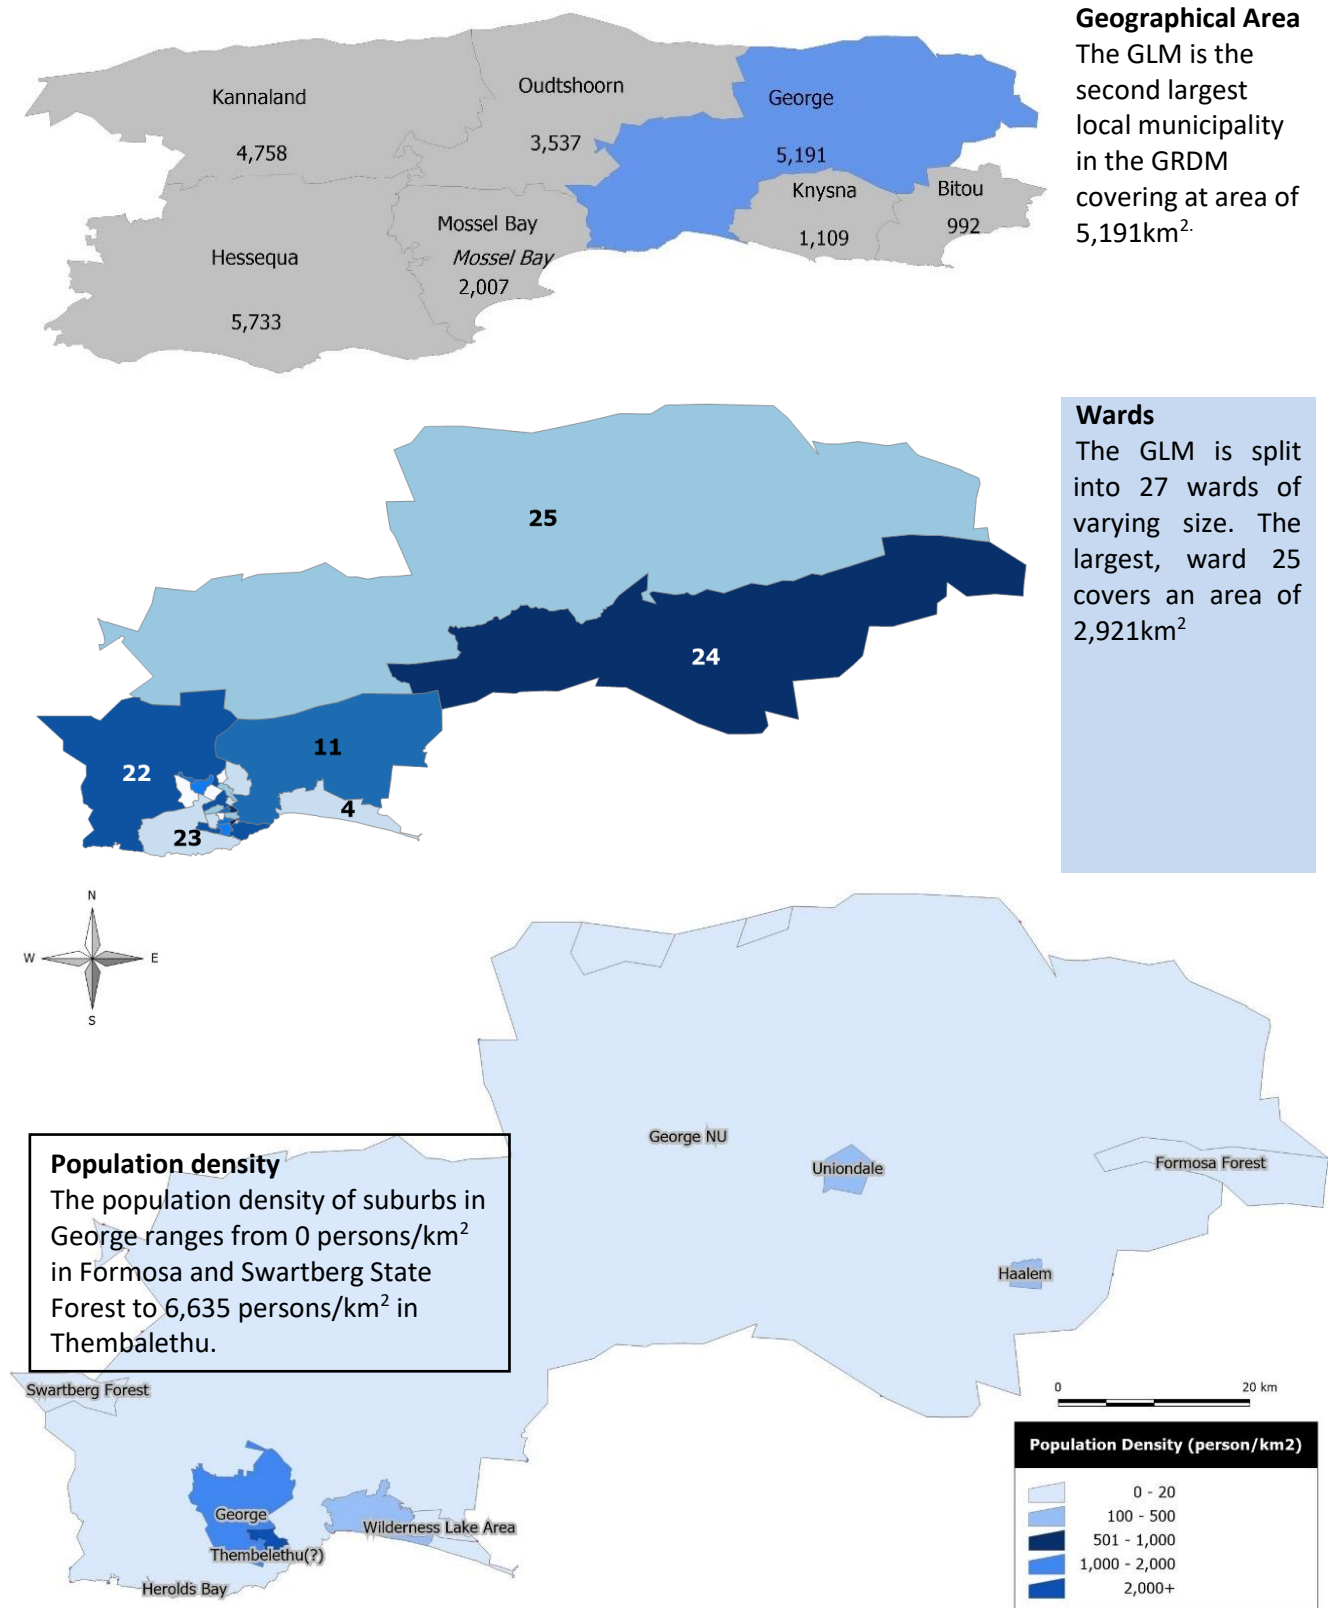 Geographical Area
The GLM is the
second largest
local municipality
in the GRDM
covering at area of
5,191km2.
Kannaland
4,758
Oudtshoorn
3,537
George
5,191
Knysna
1,109
Bitou
992
Mossel Bay
Mossel Bay
2,007
Hessequa
5,733
Wards
The GLM is split
into 27 wards of
varying size. The
largest, ward 25
covers an area of
2,921km2
25
24
11
22
4
23
N
W
E
S
Population density
The population density of suburbs in
George ranges from 0 persons/km2
in Formosa and Swartberg State
Forest to 6,635 persons/km2 in
Thembalethu.
George NU
Uniondale
Formosa Forest
Haalem
Swartberg Forest
George
Wilderness Lake Area
Thembelethu(?)
Herolds Bay
0 20 km
Population Density (person/km2)
0 - 20
100 - 500
501 - 1,000
1,000 - 2,000
2,000+